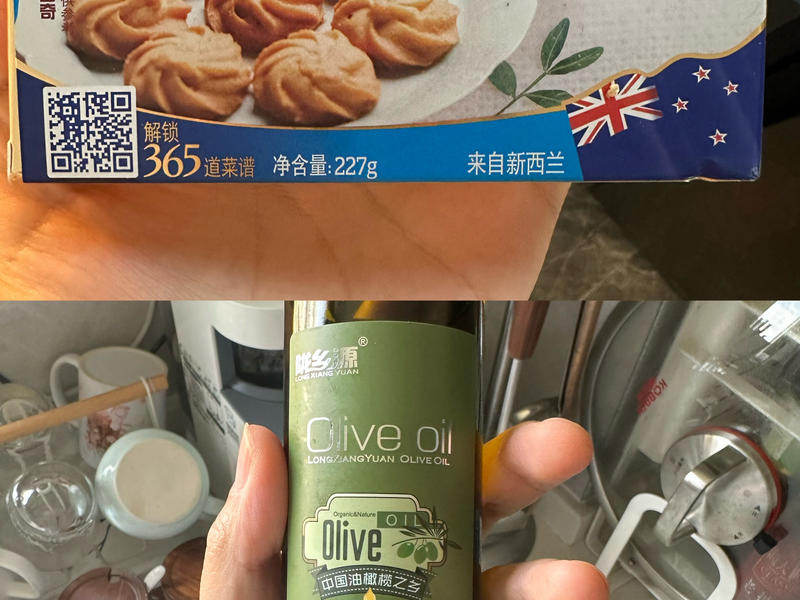 奇
解锁
365道菜谱
净含量:227g
来自新西兰
陇乡源®
LONG XIANG YUAN
Olive oil
LONGXIANGYUAN OLIVE OIL
Organic&Nature
OIL
Olive
中国油橄榄之乡